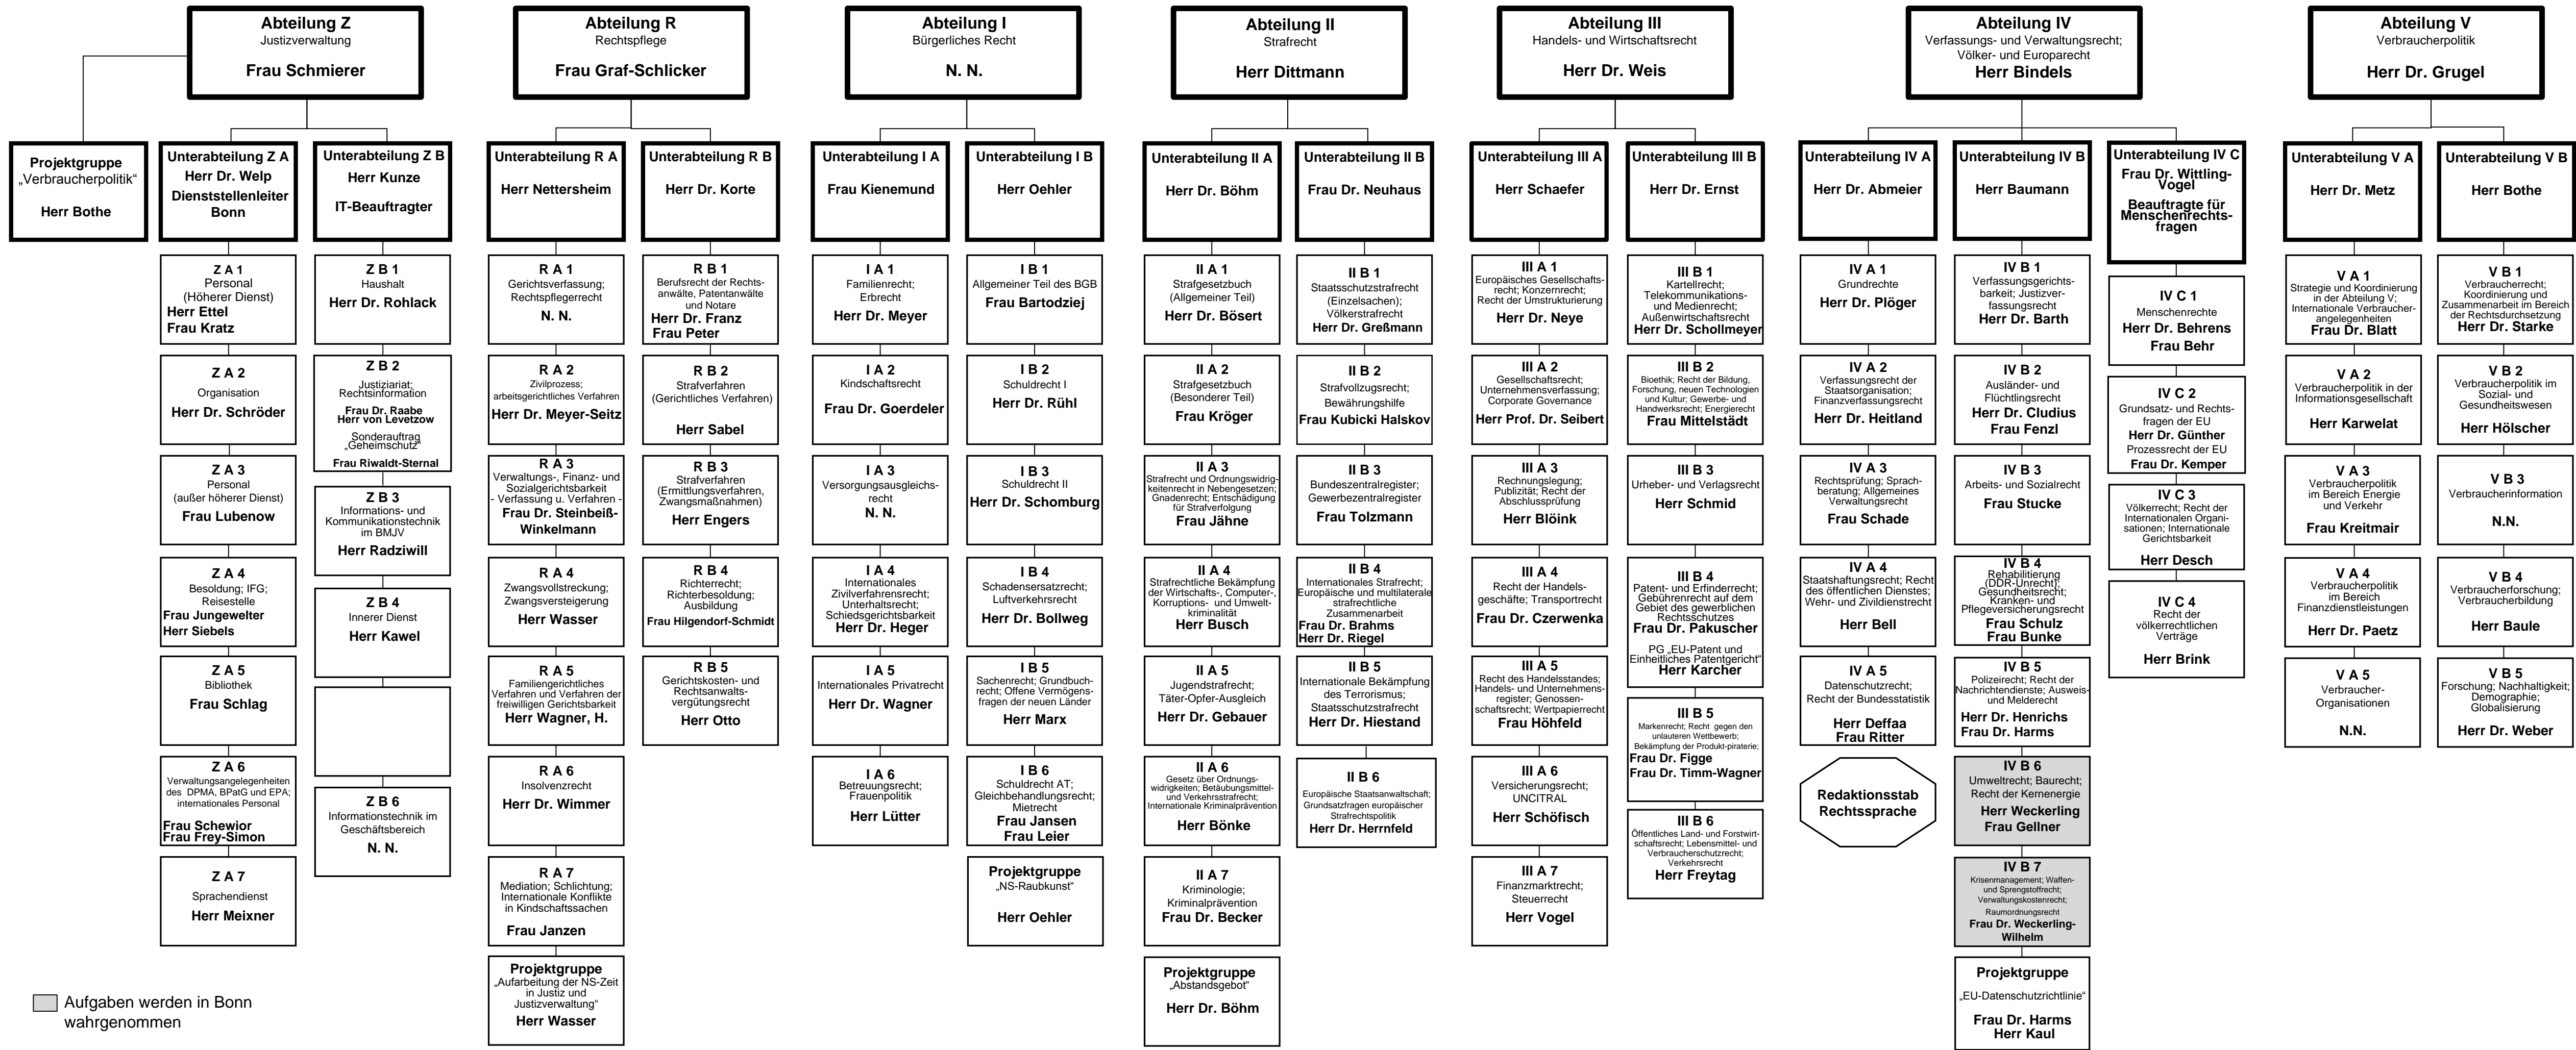 Abteilung Z
Justizverwaltung
Frau Schmierer
Abteilung R
Rechtspflege
Frau Graf-Schlicker
Abteilung I
Bürgerliches Recht
N. N.
Abteilung II
Strafrecht
Herr Dittmann
Abteilung III
Handels- und Wirtschaftsrecht
Herr Dr. Weis
Abteilung IV
Verfassungs- und Verwaltungsrecht;
Völker- und Europarecht
Herr Bindels
Abteilung V
Verbraucherpolitik
Herr Dr. Grugel
Projektgruppe
„Verbraucherpolitik“
Herr Bothe
Unterabteilung Z A
Herr Dr. Welp
Dienststellenleiter
Bonn
Z A 1
Personal
(Höherer Dienst)
Herr Ettel
Frau Kratz
Z A 2
Organisation
Herr Dr. Schröder
Z A 3
Personal
(außer höherer Dienst)
Frau Lubenow
Z A 4
Besoldung; IFG;
Reisestelle
Frau Jungewelter
Herr Siebels
Z A 5
Bibliothek
Frau Schlag
Z A 6
Verwaltungsangelegenheiten
des DPMA, BPatG und EPA;
internationales Personal
Frau Schewior
Frau Frey-Simon
Z A 7
Sprachendienst
Herr Meixner
Unterabteilung Z B
Herr Kunze
IT-Beauftragter
Z B 1
Haushalt
Herr Dr. Rohlack
Z B 2
Justiziariat;
Rechtsinformation
Frau Dr. Raabe
Herr von Levetzow
Sonderauftrag
„Geheimschutz“
Frau Riwaldt-Sternal
Z B 3
Informations- und
Kommunikationstechnik
im BMJV
Herr Radziwill
Z B 4
Innerer Dienst
Herr Kawel
Z B 6
Informationstechnik im
Geschäftsbereich
N. N.
Unterabteilung R A
Herr Nettersheim
R A 1
Gerichtsverfassung;
Rechtspflegerrecht
N. N.
R A 2
Zivilprozess;
arbeitsgerichtliches Verfahren
Herr Dr. Meyer-Seitz
R A 3
Verwaltungs-, Finanz- und
Sozialgerichtsbarkeit
- Verfassung u. Verfahren -
Frau Dr. Steinbeiß-
Winkelmann
R A 4
Zwangsvollstreckung;
Zwangsversteigerung
Herr Wasser
R A 5
Familiengerichtliches
Verfahren und Verfahren der
freiwilligen Gerichtsbarkeit
Herr Wagner, H.
R A 6
Insolvenzrecht
Herr Dr. Wimmer
R A 7
Mediation; Schlichtung;
Internationale Konflikte
in Kindschaftssachen
Frau Janzen
Projektgruppe
„Aufarbeitung der NS-Zeit
in Justiz und
Justizverwaltung“
Herr Wasser
Unterabteilung R B
Herr Dr. Korte
R B 1
Berufsrecht der Rechts-
anwälte, Patentanwälte
und Notare
Herr Dr. Franz
Frau Peter
R B 2
Strafverfahren
(Gerichtliches Verfahren)
Herr Sabel
R B 3
Strafverfahren
(Ermittlungsverfahren,
Zwangsmaßnahmen)
Herr Engers
R B 4
Richterrecht;
Richterbesoldung;
Ausbildung
Frau Hilgendorf-Schmidt
R B 5
Gerichtskosten- und
Rechtsanwalts-
vergütungsrecht
Herr Otto
Unterabteilung I A
Frau Kienemund
I A 1
Familienrecht;
Erbrecht
Herr Dr. Meyer
I A 2
Kindschaftsrecht
Frau Dr. Goerdeler
I A 3
Versorgungsausgleichs-
recht
N. N.
I A 4
Internationales
Zivilverfahrensrecht;
Unterhaltsrecht;
Schiedsgerichtsbarkeit
Herr Dr. Heger
I A 5
Internationales Privatrecht
Herr Dr. Wagner
I A 6
Betreuungsrecht;
Frauenpolitik
Herr Lütter
Unterabteilung I B
Herr Oehler
I B 1
Allgemeiner Teil des BGB
Frau Bartodziej
I B 2
Schuldrecht I
Herr Dr. Rühl
I B 3
Schuldrecht II
Herr Dr. Schomburg
I B 4
Schadensersatzrecht;
Luftverkehrsrecht
Herr Dr. Bollweg
I B 5
Sachenrecht; Grundbuch-
recht; Offene Vermögens-
fragen der neuen Länder
Herr Marx
I B 6
Schuldrecht AT;
Gleichbehandlungsrecht;
Mietrecht
Frau Jansen
Frau Leier
Projektgruppe
„NS-Raubkunst“
Herr Oehler
Unterabteilung II A
Herr Dr. Böhm
II A 1
Strafgesetzbuch
(Allgemeiner Teil)
Herr Dr. Bösert
II A 2
Strafgesetzbuch
(Besonderer Teil)
Frau Kröger
II A 3
Strafrecht und Ordnungswidrig-
keitenrecht in Nebengesetzen;
Gnadenrecht; Entschädigung
für Strafverfolgung
Frau Jähne
II A 4
Strafrechtliche Bekämpfung
der Wirtschafts-, Computer-,
Korruptions- und Umwelt-
kriminalität
Herr Busch
II A 5
Jugendstrafrecht;
Täter-Opfer-Ausgleich
Herr Dr. Gebauer
II A 6
Gesetz über Ordnungs-
widrigkeiten; Betäubungsmittel-
und Verkehrsstrafrecht;
Internationale Kriminalprävention
Herr Bönke
II A 7
Kriminologie;
Kriminalprävention
Frau Dr. Becker
Projektgruppe
„Abstandsgebot“
Herr Dr. Böhm
Unterabteilung II B
Frau Dr. Neuhaus
II B 1
Staatsschutzstrafrecht
(Einzelsachen);
Völkerstrafrecht
Herr Dr. Greßmann
II B 2
Strafvollzugsrecht;
Bewährungshilfe
Frau Kubicki Halskov
II B 3
Bundeszentralregister;
Gewerbezentralregister
Frau Tolzmann
II B 4
Internationales Strafrecht;
Europäische und multilaterale
strafrechtliche
Zusammenarbeit
Frau Dr. Brahms
Herr Dr. Riegel
II B 5
Internationale Bekämpfung
des Terrorismus;
Staatsschutzstrafrecht
Herr Dr. Hiestand
II B 6
Europäische Staatsanwaltschaft;
Grundsatzfragen europäischer
Strafrechtspolitik
Herr Dr. Herrnfeld
Unterabteilung III A
Herr Schaefer
III A 1
Europäisches Gesellschafts-
recht; Konzernrecht;
Recht der Umstrukturierung
Herr Dr. Neye
III A 2
Gesellschaftsrecht;
Unternehmensverfassung;
Corporate Governance
Herr Prof. Dr. Seibert
III A 3
Rechnungslegung;
Publizität; Recht der
Abschlussprüfung
Herr Blöink
III A 4
Recht der Handels-
geschäfte; Transportrecht
Frau Dr. Czerwenka
III A 5
Recht des Handelsstandes;
Handels- und Unternehmens-
register; Genossen-
schaftsrecht; Wertpapierrecht
Frau Höhfeld
III A 6
Versicherungsrecht;
UNCITRAL
Herr Schöfisch
III A 7
Finanzmarktrecht;
Steuerrecht
Herr Vogel
Unterabteilung III B
Herr Dr. Ernst
III B 1
Kartellrecht;
Telekommunikations-
und Medienrecht;
Außenwirtschaftsrecht
Herr Dr. Schollmeyer
III B 2
Bioethik; Recht der Bildung,
Forschung, neuen Technologien
und Kultur; Gewerbe- und
Handwerksrecht; Energierecht
Frau Mittelstädt
III B 3
Urheber- und Verlagsrecht
Herr Schmid
III B 4
Patent- und Erfinderrecht;
Gebührenrecht auf dem
Gebiet des gewerblichen
Rechtsschutzes
Frau Dr. Pakuscher
PG „EU-Patent und
Einheitliches Patentgericht“
Herr Karcher
III B 5
Markenrecht; Recht gegen den
unlauteren Wettbewerb;
Bekämpfung der Produkt-piraterie;
Frau Dr. Figge
Frau Dr. Timm-Wagner
III B 6
Öffentliches Land- und Forstwirt-
schaftsrecht; Lebensmittel- und
Verbraucherschutzrecht;
Verkehrsrecht
Herr Freytag
Unterabteilung IV A
Herr Dr. Abmeier
IV A 1
Grundrechte
Herr Dr. Plöger
IV A 2
Verfassungsrecht der
Staatsorganisation;
Finanzverfassungsrecht
Herr Dr. Heitland
IV A 3
Rechtsprüfung; Sprach-
beratung; Allgemeines
Verwaltungsrecht
Frau Schade
IV A 4
Staatshaftungsrecht; Recht
des öffentlichen Dienstes;
Wehr- und Zivildienstrecht
Herr Bell
IV A 5
Datenschutzrecht;
Recht der Bundesstatistik
Herr Deffaa
Frau Ritter
Redaktionsstab
Rechtssprache
Unterabteilung IV B
Herr Baumann
IV B 1
Verfassungsgerichts-
barkeit; Justizver-
fassungsrecht
Herr Dr. Barth
IV B 2
Ausländer- und
Flüchtlingsrecht
Herr Dr. Cludius
Frau Fenzl
IV B 3
Arbeits- und Sozialrecht
Frau Stucke
IV B 4
Rehabilitierung
(DDR-Unrecht);
Gesundheitsrecht;
Kranken- und
Pflegeversicherungsrecht
Frau Schulz
Frau Bunke
IV B 5
Polizeirecht; Recht der
Nachrichtendienste; Ausweis-
und Melderecht
Herr Dr. Henrichs
Frau Dr. Harms
IV B 6
Umweltrecht; Baurecht;
Recht der Kernenergie
Herr Weckerling
Frau Gellner
IV B 7
Krisenmanagement; Waffen-
und Sprengstoffrecht;
Verwaltungskostenrecht;
Raumordnungsrecht
Frau Dr. Weckerling-
Wilhelm
Projektgruppe
„EU-Datenschutzrichtlinie“
Frau Dr. Harms
Herr Kaul
Unterabteilung IV C
Frau Dr. Wittling-
Vogel
Beauftragte für
Menschenrechts-
fragen
IV C 1
Menschenrechte
Herr Dr. Behrens
Frau Behr
IV C 2
Grundsatz- und Rechts-
fragen der EU
Herr Dr. Günther
Prozessrecht der EU
Frau Dr. Kemper
IV C 3
Völkerrecht; Recht der
Internationalen Organi-
sationen; Internationale
Gerichtsbarkeit
Herr Desch
IV C 4
Recht der
völkerrechtlichen
Verträge
Herr Brink
Unterabteilung V A
Herr Dr. Metz
V A 1
Strategie und Koordinierung
in der Abteilung V;
Internationale Verbraucher-
angelegenheiten
Frau Dr. Blatt
V A 2
Verbraucherpolitik in der
Informationsgesellschaft
Herr Karwelat
V A 3
Verbraucherpolitik
im Bereich Energie
und Verkehr
Frau Kreitmair
V A 4
Verbraucherpolitik
im Bereich
Finanzdienstleistungen
Herr Dr. Paetz
V A 5
Verbraucher-
Organisationen
N.N.
Unterabteilung V B
Herr Bothe
V B 1
Verbraucherrecht;
Koordinierung und
Zusammenarbeit im Bereich
der Rechtsdurchsetzung
Herr Dr. Starke
V B 2
Verbraucherpolitik im
Sozial- und
Gesundheitswesen
Herr Hölscher
V B 3
Verbraucherinformation
N.N.
V B 4
Verbraucherforschung;
Verbraucherbildung
Herr Baule
V B 5
Forschung; Nachhaltigkeit;
Demographie;
Globalisierung
Herr Dr. Weber
Aufgaben werden in Bonn
wahrgenommen